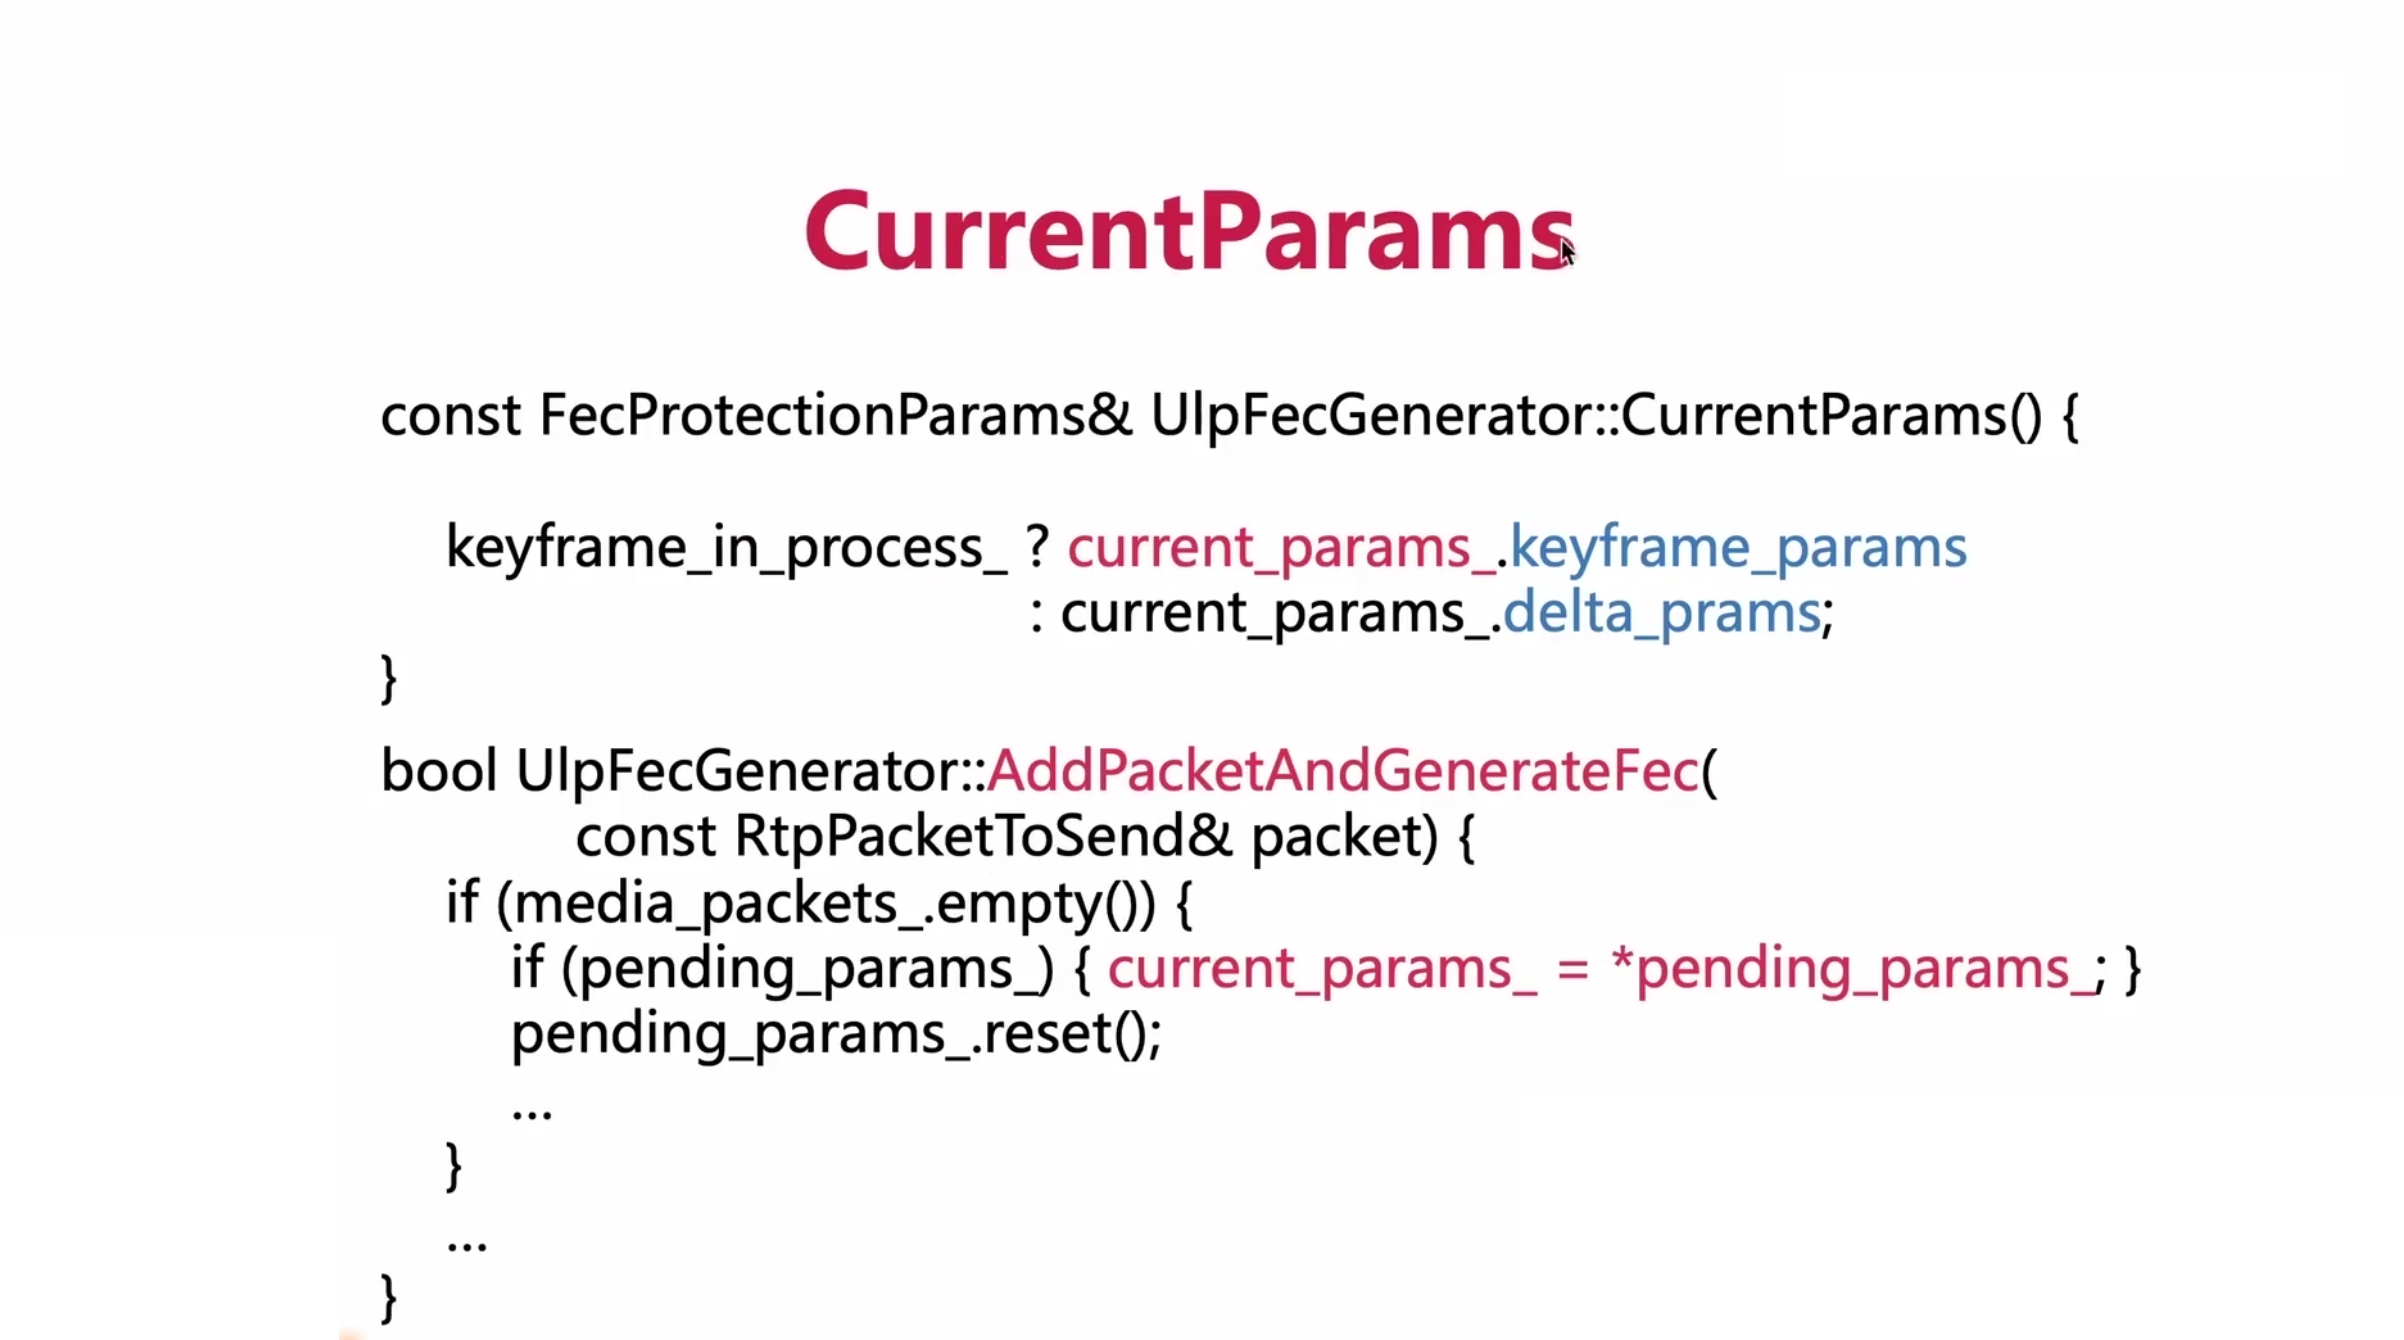 CurrentParams
const FecProtectionParams& UlpFecGenerator::CurrentParams() {
keyframe_in_process_ ? current_params_.keyframe_params
: current_params_.delta_prams;
}
bool UlpFecGenerator::AddPacketAndGenerateFec(
const RtpPacketToSend& packet) {
if (media_packets_.empty()) {
if (pending_params_) { current_params_ = *pending_params_; }
pending_params_.reset();
...
}
...
}